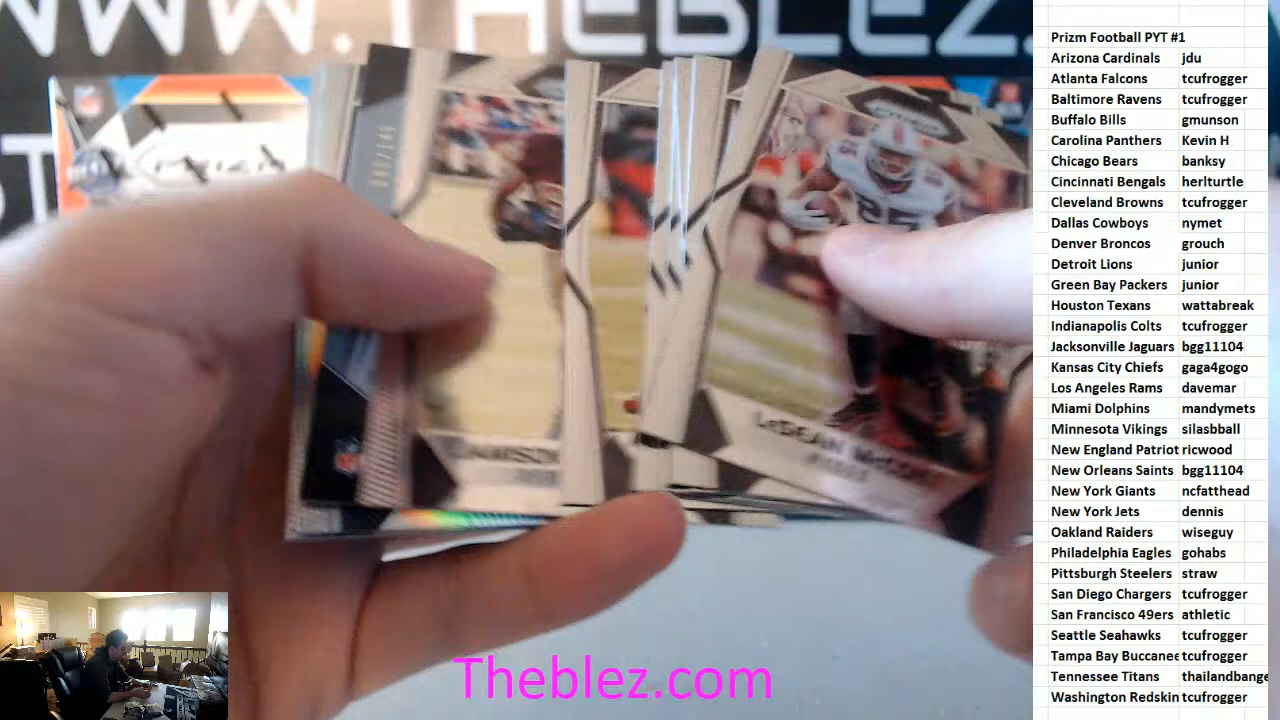 WWW.THEBLEZ.
Prizm Football PYT #1
Arizona Cardinals jdu
Atlanta Falcons tcufrogger
Baltimore Ravens tcufrogger
Buffalo Bills gmunson
Carolina Panthers Kevin H
Chicago Bears banksy
Cincinnati Bengals herlturtle
Cleveland Browns tcufrogger
Dallas Cowboys nymet
Denver Broncos grouch
Detroit Lions junior
Green Bay Packers junior
Houston Texans wattabreak
Indianapolis Colts tcufrogger
Jacksonville Jaguars bgg11104
Kansas City Chiefs gaga4gogo
Los Angeles Rams davemar
Miami Dolphins mandymets
Minnesota Vikings silasbball
New England Patriot ricwood
New Orleans Saints bgg11104
New York Giants ncfatthead
New York Jets dennis
Oakland Raiders wiseguy
Philadelphia Eagles gohabs
Pittsburgh Steelers straw
San Diego Chargers tcufrogger
San Francisco 49ers athletic
Seattle Seahawks tcufrogger
Tampa Bay Buccanee tcufrogger
Tennessee Titans thailandbange
Washington Redskin tcufrogger
PRIZM
LeSEAN McCOY
Theblez.com